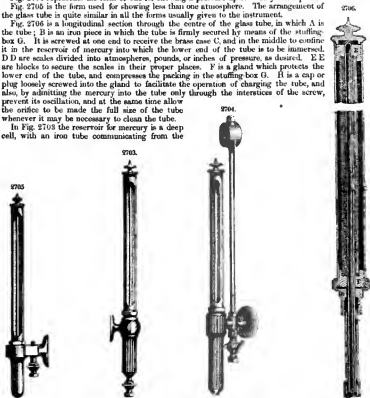 Fig. 2705 is the form used for showing less than one atmosphere. The arrangement of
the glass tube is quite similar in all the forms usually given to the instrument.
Fig. 2706 is a longitudinal section through the centre of the glass tube, in which A is
the tube; B is an iron piece in which the tube is firmly secured by means of the stuffing-
box G. It is screwed at one end to receive the brass case C, and in the middle to confine
it in the reservoir of mercury into which the lower end of the tube is to be immersed.
D D are scales divided into atmospheres, pounds, or inches of pressure, as desired. E E
are blocks to secure the scales in their proper places. F is a gland which protects the
lower end of the tube, and compresses the packing in the stuffing-box G. H is a cap or
plug loosely screwed into the gland to facilitate the operation of charging the tube, and
also, by admitting the mercury into the tube only through the interstices of the screw,
prevent its oscillation, and at the same time allow
the orifice to be made the full size of the tube
whenever it may be necessary to clean the tube.
In Fig. 2703 the reservoir for mercury is a deep
cell, with an iron tube communicating from the
2706.
2704.
2703.
2705